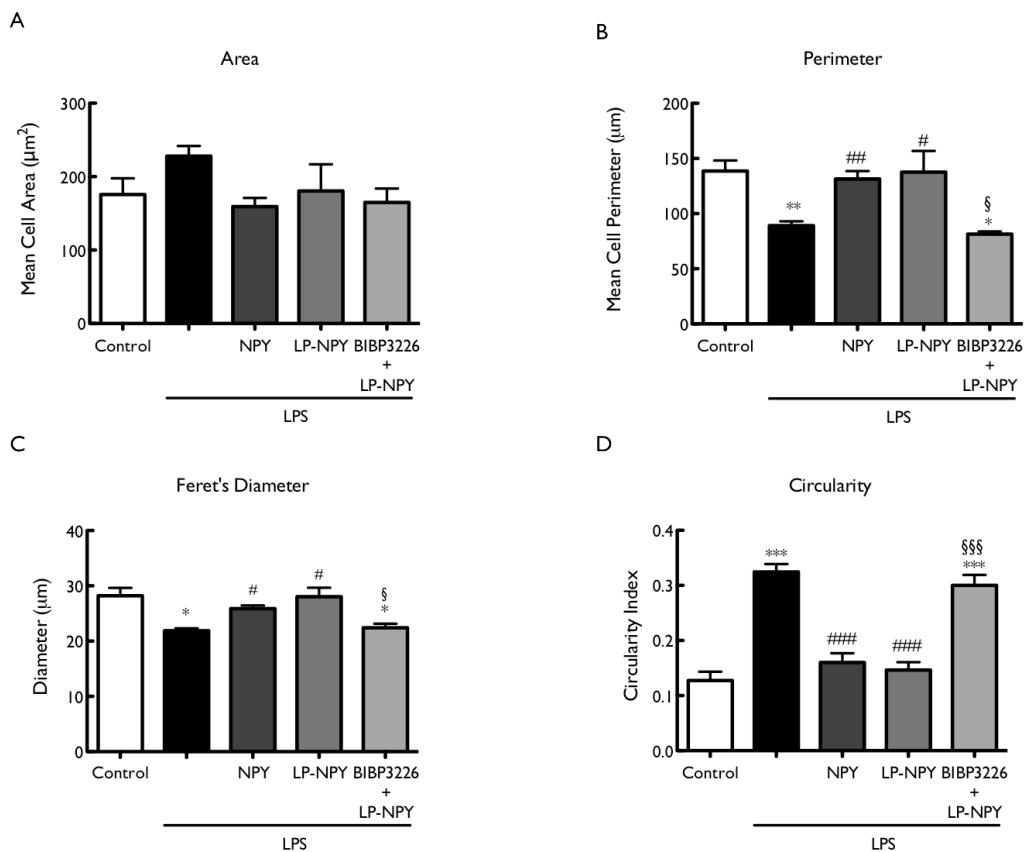 A
Area
Mean Cell Area (µm²)
300
200
100
0
Control
NPY
LP-NPY
BIBP3226
+
LP-NPY
LPS
B
Perimeter
Mean Cell Perimeter (µm)
200
150
100
50
0
**
##
#
§
*
Control
NPY
LP-NPY
BIBP3226
+
LP-NPY
LPS
C
Feret's Diameter
Diameter (µm)
40
30
20
10
0
*
#
#
§
*
Control
NPY
LP-NPY
BIBP3226
+
LP-NPY
LPS
D
Circularity
Circularity Index
0.4
0.3
0.2
0.1
0.0
***
###
###
§§§
***
Control
NPY
LP-NPY
BIBP3226
+
LP-NPY
LPS